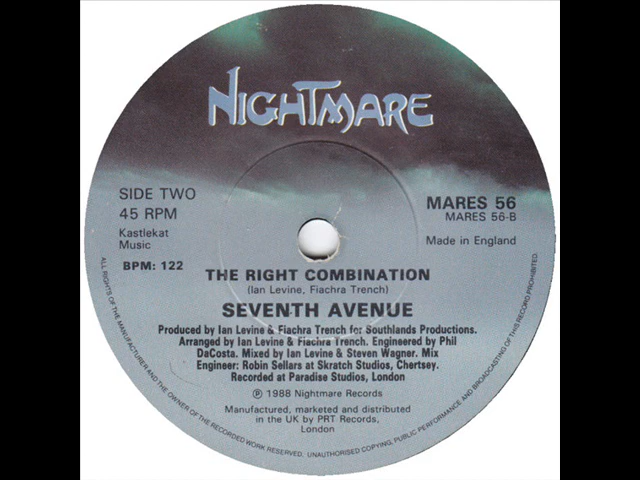 NIGHTMARE
SIDE TWO
45 RPM
Kastlekat
Music
BPM: 122
MARES 56
MARES 56-B
Made in England
THE RIGHT COMBINATION
(Ian Levine, Fiachra Trench)
SEVENTH AVENUE
Produced by Ian Levine & Fiachra Trench for Southlands Productions.
Arranged by Ian Levine & Fiachra Trench. Engineered by Phil
DaCosta. Mixed by Ian Levine & Steven Wagner. Mix
Engineer: Robin Sellars at Skratch Studios, Chertsey.
Recorded at Paradise Studios, London
Ⓟ 1988 Nightmare Records
Manufactured, marketed and distributed
in the UK by PRT Records,
London
ALL RIGHTS OF THE MANUFACTURER AND THE OWNER OF THE RECORDED WORK RESERVED. UNAUTHORISED COPYING, PUBLIC PERFORMANCE AND BROADCASTING OF THIS RECORD PROHIBITED.